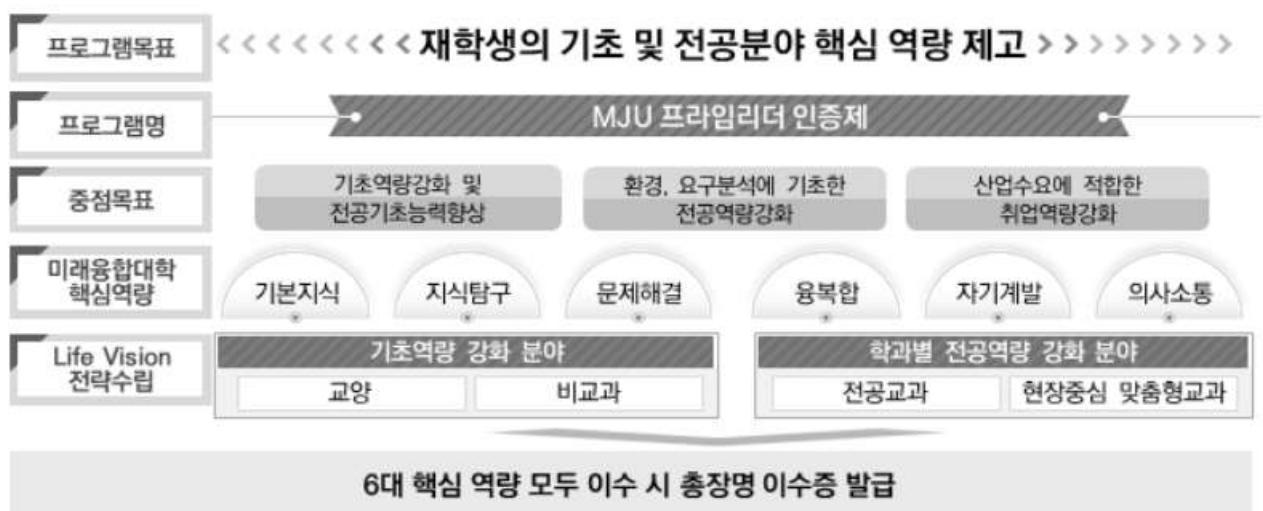 프로그램목표
< < < < < < < < 재학생의 기초 및 전공분야 핵심 역량 제고 > > > > > > > >
프로그램명
MJU 프라임리더 인증제
중점목표
기초역량강화 및
전공기초능력향상
환경, 요구분석에 기초한
전공역량강화
산업수요에 적합한
취업역량강화
미래융합대학
핵심역량
기본지식
지식탐구
문제해결
융복합
자기계발
의사소통
Life Vision
전략수립
기초역량 강화 분야
교양
비교과
학과별 전공역량 강화 분야
전공교과
현장중심 맞춤형교과
6대 핵심 역량 모두 이수 시 총장명 이수증 발급